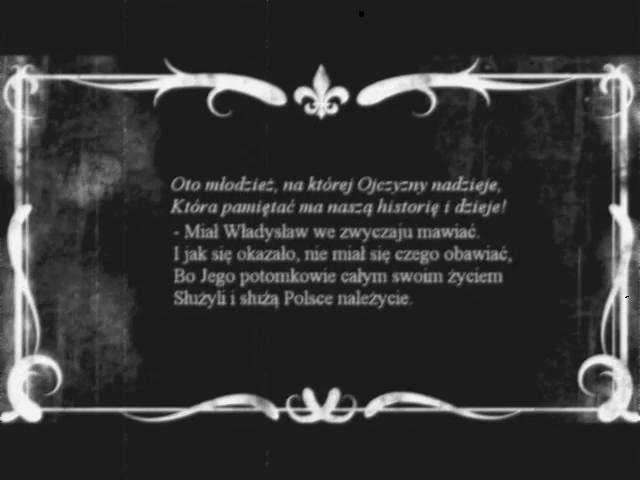 Oto młodzież, na której Ojczyzny nadzieje,
Która pamiętać ma naszą historię i dzieje!
- Miał Władysław we zwyczaju mawiać.
I jak się okazało, nie miał się czego obawiać,
Bo Jego potomkowie całym swoim życiem
Służyli i służą Polsce należycie.